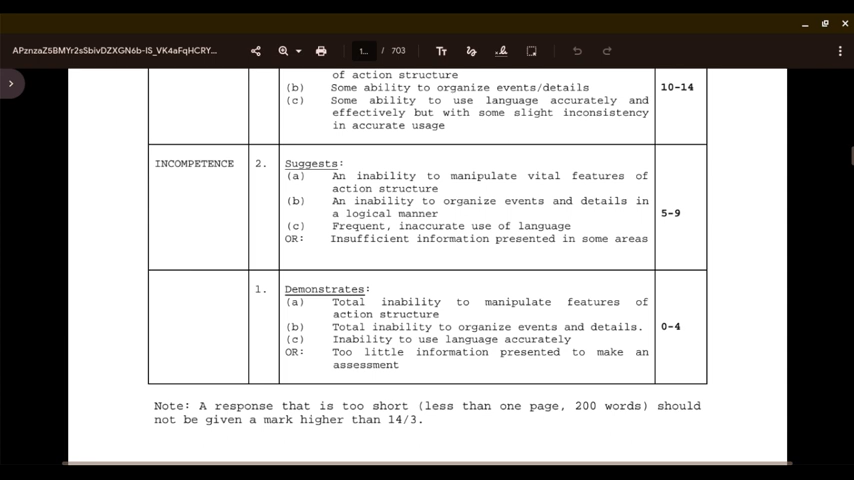 APznzaZ5BMYr2sSbivDZXGN6b-IS_VK4aFqHCRY...
1... / 703
of action structure
(b) Some ability to organize events/details
10-14
(c) Some ability to use language accurately and
effectively but with some slight inconsistency
in accurate usage
INCOMPETENCE 2. Suggests:
(a) An inability to manipulate vital features of
action structure
(b) An inability to organize events and details in
a logical manner
5-9
(c) Frequent, inaccurate use of language
OR: Insufficient information presented in some areas
1. Demonstrates:
(a) Total inability to manipulate features of
action structure
(b) Total inability to organize events and details.
0-4
(c) Inability to use language accurately
OR: Too little information presented to make an
assessment
Note: A response that is too short (less than one page, 200 words) should
not be given a mark higher than 14/3.